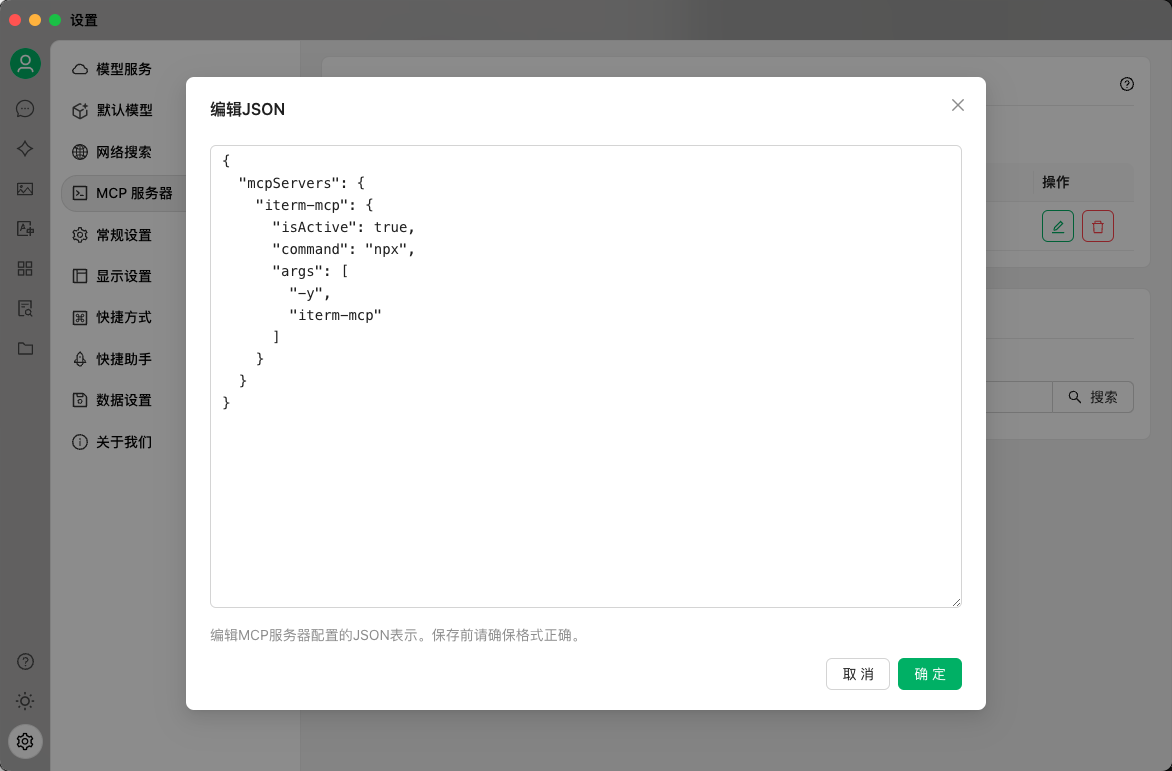 设置
模型服务
默认模型
网络搜索
MCP 服务器
常规设置
显示设置
快捷方式
快捷助手
数据设置
关于我们
编辑JSON
{
  "mcpServers": {
    "iterm-mcp": {
      "isActive": true,
      "command": "npx",
      "args": [
        "-y",
        "iterm-mcp"
      ]
    }
  }
}
编辑MCP服务器配置的JSON表示。保存前请确保格式正确。
取 消
确 定
操作
搜索